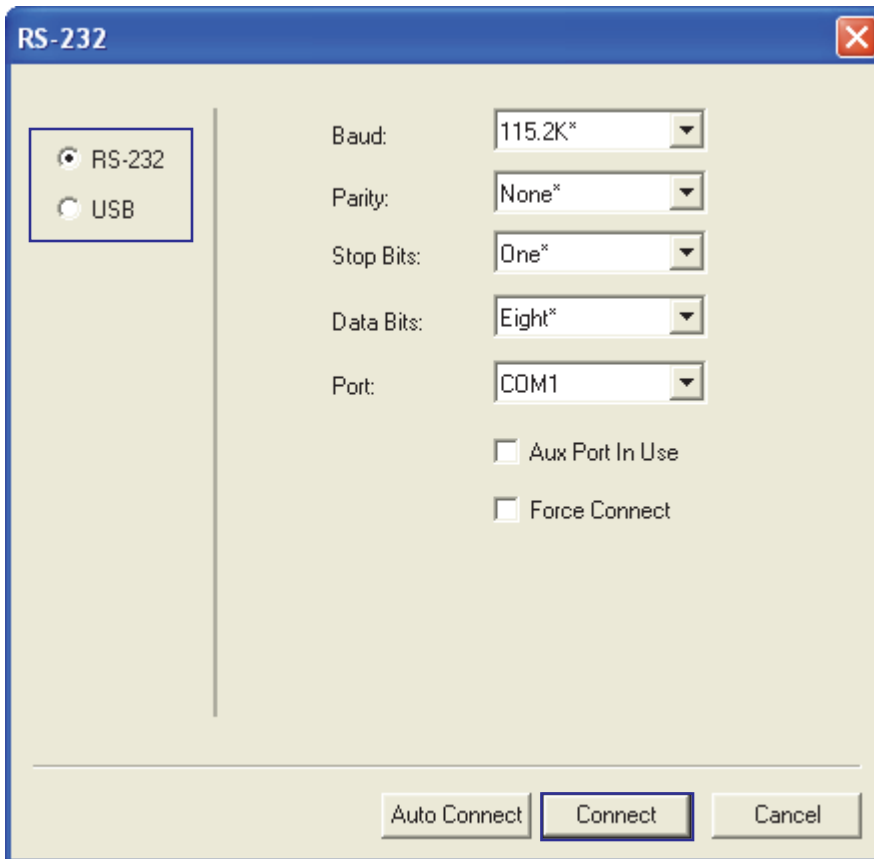 RS-232
RS-232
USB
Baud: 115.2K*
Parity: None*
Stop Bits: One*
Data Bits: Eight*
Port: COM1
Aux Port In Use
Force Connect
Auto Connect Connect Cancel